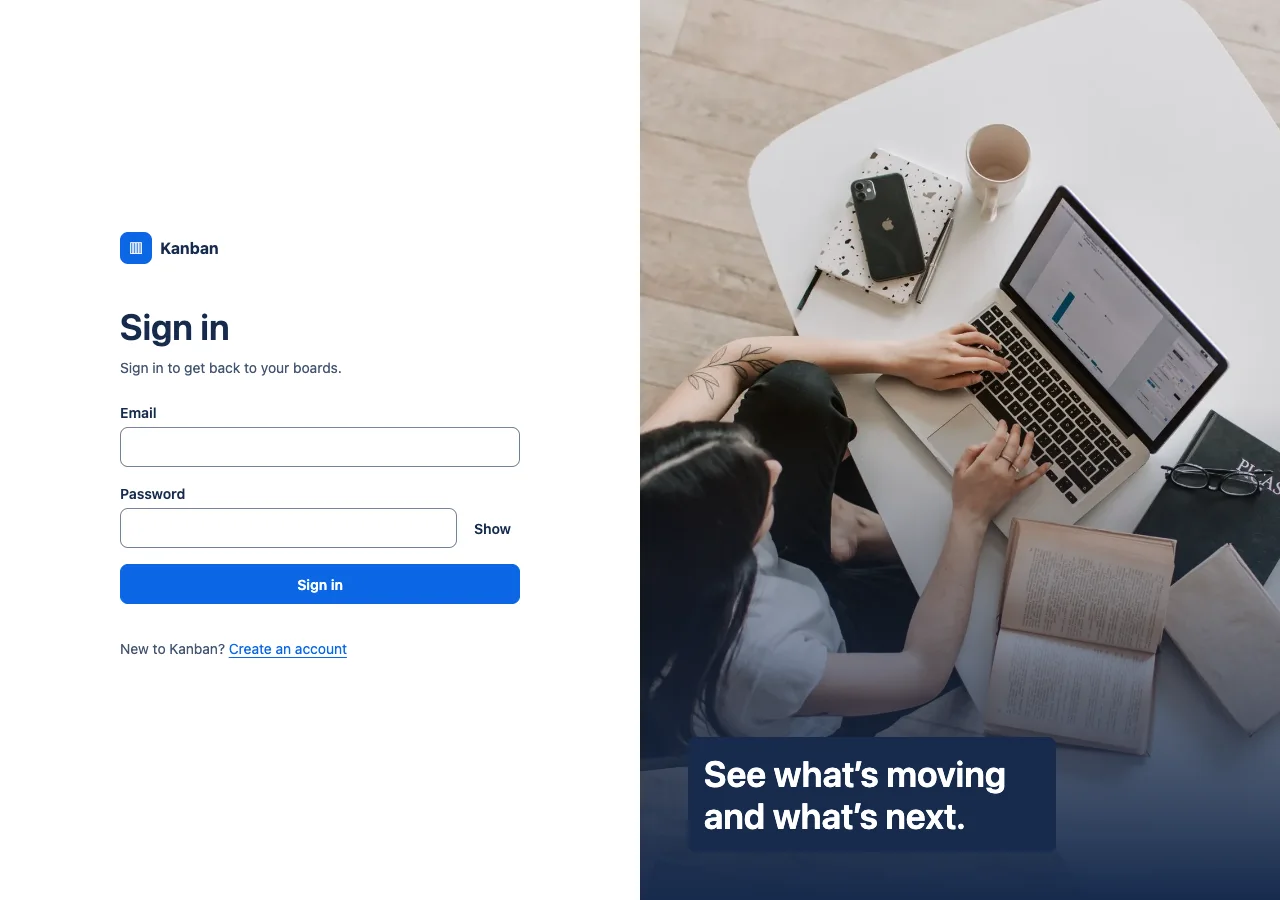 Kanban
Sign in
Sign in to get back to your boards.
Email
Password
Show
Sign in
New to Kanban? Create an account
See what’s moving
and what’s next.